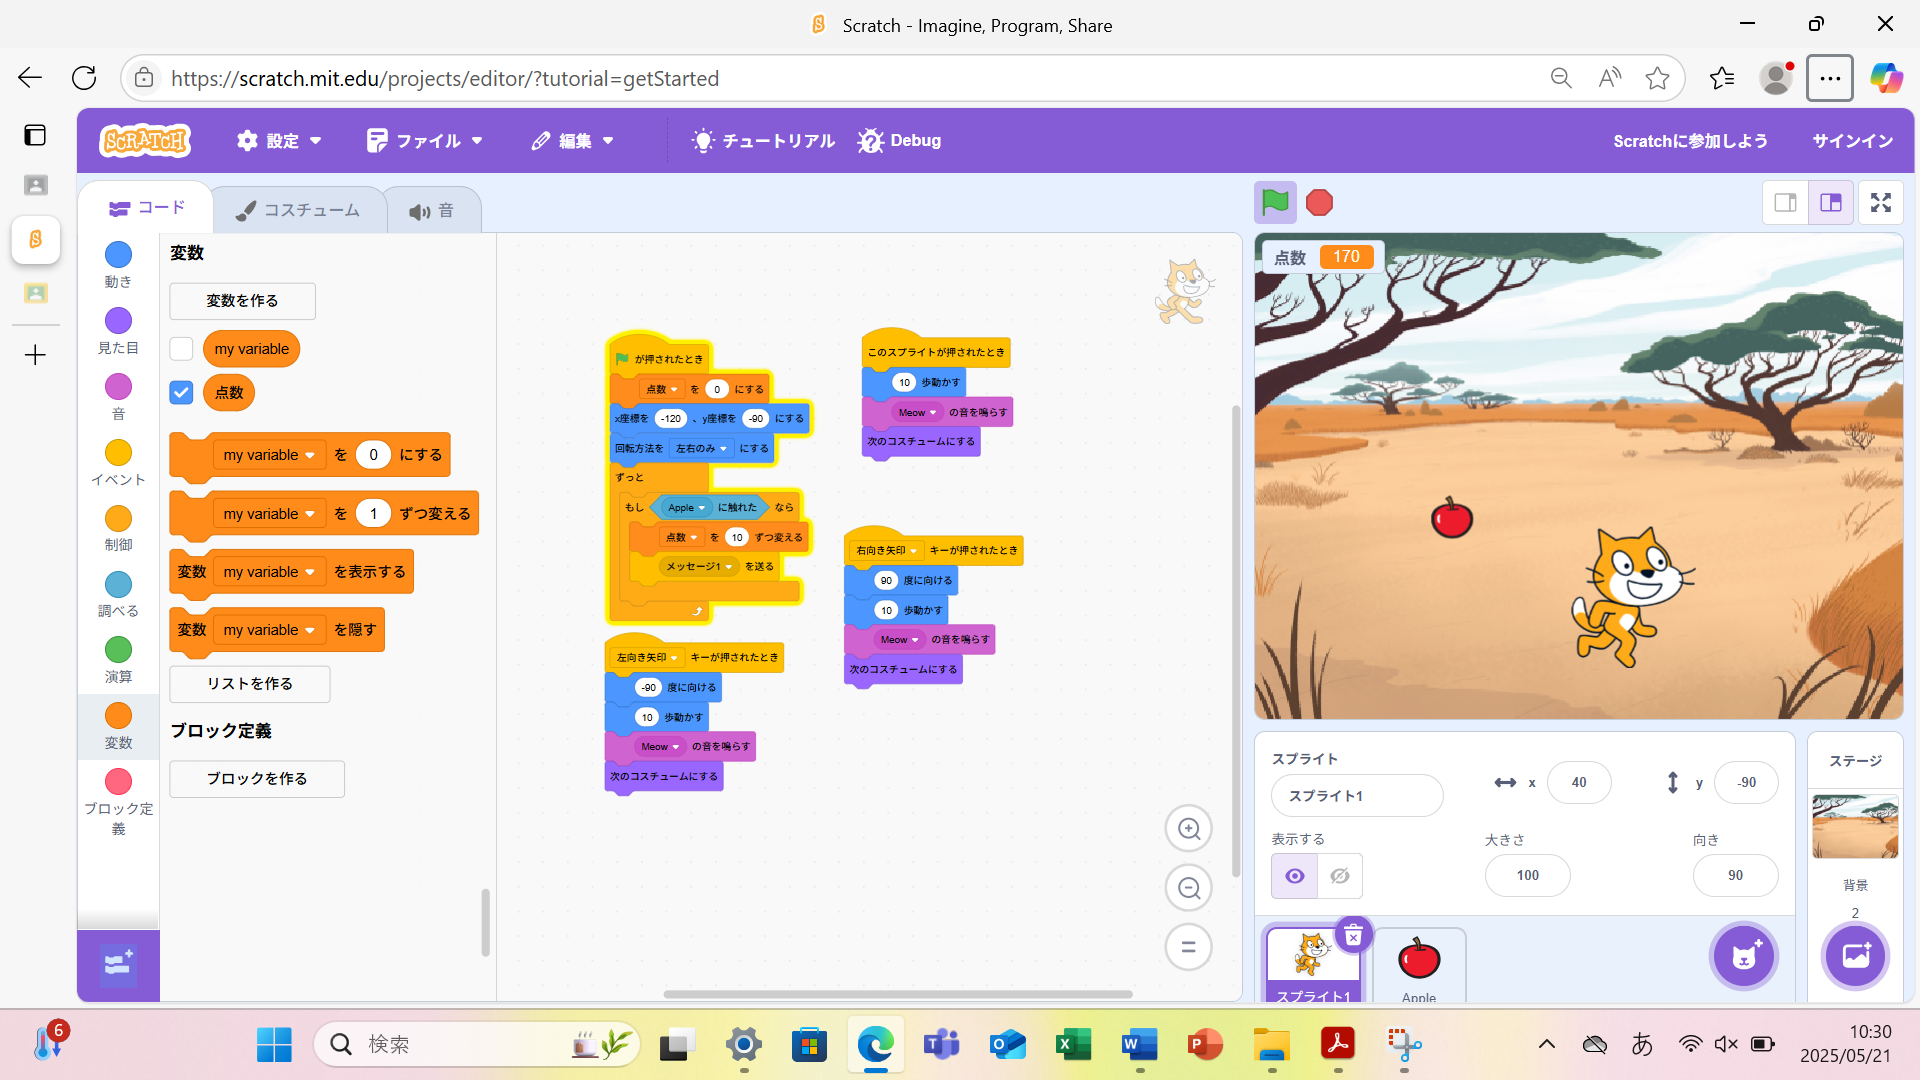 Scratch - Imagine, Program, Share
https://scratch.mit.edu/projects/editor/?tutorial=getStarted
SCRATCH
設定
ファイル
編集
チュートリアル
Debug
Scratchに参加しよう
サインイン
コード
コスチューム
音
動き
見た目
音
イベント
制御
調べる
演算
変数
ブロック定義
変数
変数を作る
my variable
点数
my variable を 0 にする
my variable を 1 ずつ変える
変数 my variable を表示する
変数 my variable を隠す
リストを作る
ブロック定義
ブロックを作る
が押されたとき
点数 を 0 にする
x座標を -120 、y座標を -90 にする
回転方法を 左右のみ にする
ずっと
もし Apple に触れた なら
点数 を 10 ずつ変える
メッセージ1 を送る
左向き矢印 キーが押されたとき
-90 度に向ける
10 歩動かす
Meow の音を鳴らす
次のコスチュームにする
このスプライトが押されたとき
10 歩動かす
Meow の音を鳴らす
次のコスチュームにする
右向き矢印 キーが押されたとき
90 度に向ける
10 歩動かす
Meow の音を鳴らす
次のコスチュームにする
点数 170
スプライト
スプライト1
x 40
y -90
表示する
大きさ
100
向き
90
スプライト1
Apple
ステージ
背景
2
6
検索
あ
10:30
2025/05/21